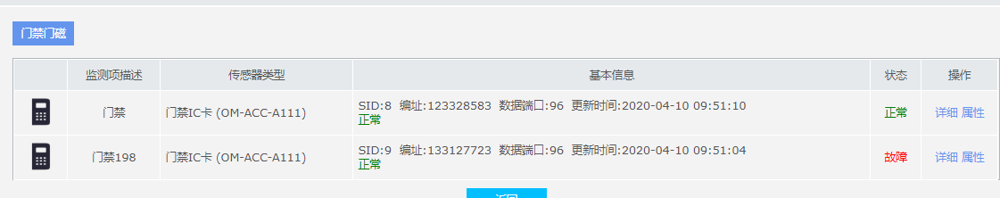 门禁门磁
监测项描述 传感器类型 基本信息 状态 操作
门禁 门禁IC卡 (OM-ACC-A111) SID:8 编址:123328583 数据端口:96 更新时间:2020-04-10 09:51:10 正常 详细 属性
正常
门禁198 门禁IC卡 (OM-ACC-A111) SID:9 编址:133127723 数据端口:96 更新时间:2020-04-10 09:51:04 故障 详细 属性
正常